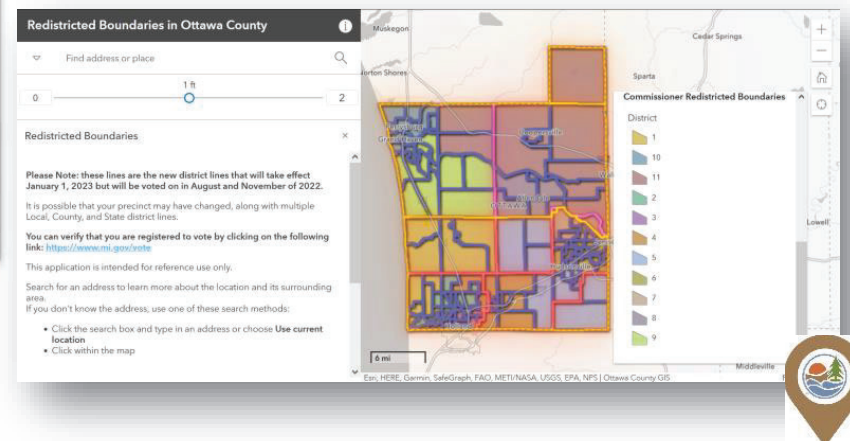 Redistricted Boundaries in Ottawa County
Find address or place
1 ft
0
2
Redistricted Boundaries
×
Please Note: these lines are the new district lines that will take effect
January 1, 2023 but will be voted on in August and November of 2022.
It is possible that your precinct may have changed, along with multiple
Local, County, and State district lines.
You can verify that you are registered to vote by clicking on the following
link: https://www.mi.gov/vote
This application is intended for reference use only.
Search for an address to learn more about the location and its surrounding
area.
If you don't know the address, use one of these search methods:
• Click the search box and type in an address or choose Use current
location
• Click within the map
Muskegon
Cedar Springs
Sparta
Coopersville
OTTAWA
Lowell
Middleville
6 mi
Commissioner Redistricted Boundaries
District
1
10
11
2
3
4
5
6
7
8
9
Esri, HERE, Garmin, SafeGraph, FAO, METI/NASA, USGS, EPA, NPS | Ottawa County GIS